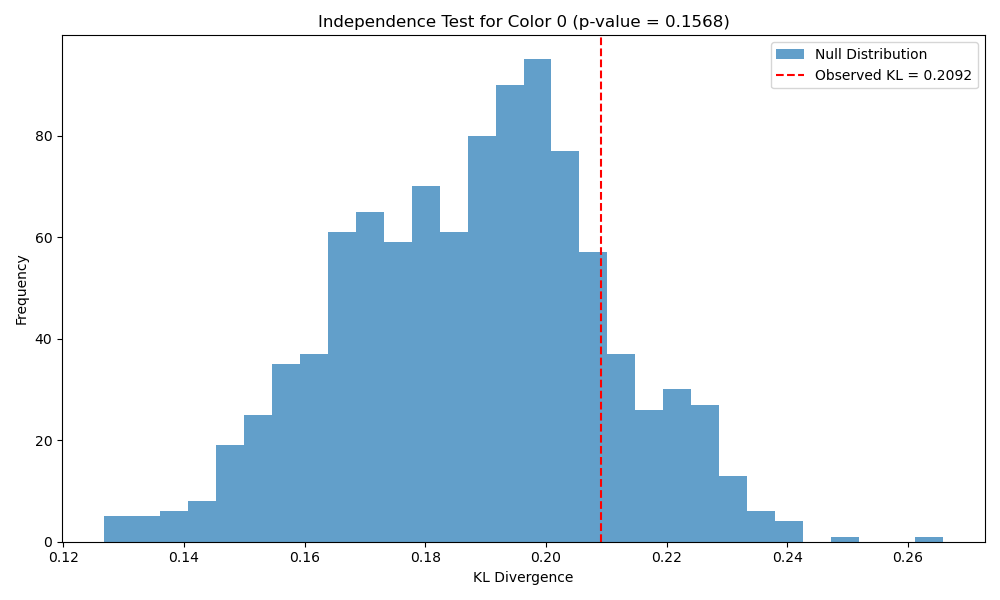 Independence Test for Color 0 (p-value = 0.1568)
Null Distribution
Observed KL = 0.2092
Frequency
80
60
40
20
0
0.12 0.14 0.16 0.18 0.20 0.22 0.24 0.26
KL Divergence